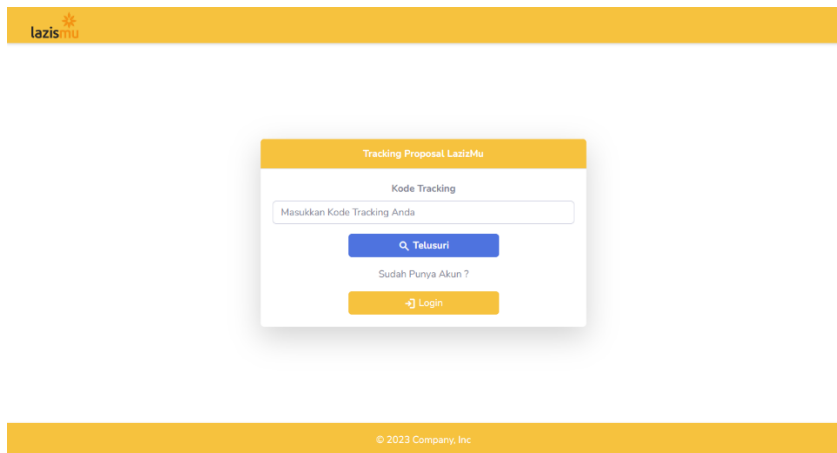 lazismu
Tracking Proposal LazizMu
Kode Tracking
Masukkan Kode Tracking Anda
Telusuri
Sudah Punya Akun ?
Login
© 2023 Company, Inc